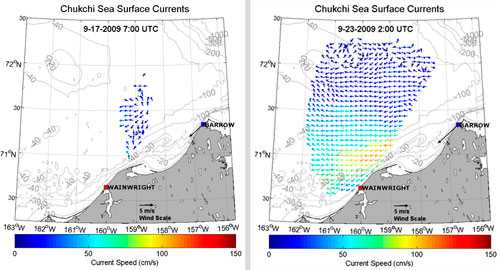 Chukchi Sea Surface Currents
9-17-2009 7:00 UTC
72°N
30'
71°N
30'
BARROW
WAINWRIGHT
5 m/s
Wind Scale
163°W 162°W 161°W 160°W 159°W 158°W 157°W 156°W
0 50 100 150
Current Speed (cm/s)
Chukchi Sea Surface Currents
9-23-2009 2:00 UTC
72°N
30'
71°N
30'
BARROW
WAINWRIGHT
5 m/s
Wind Scale
163°W 162°W 161°W 160°W 159°W 158°W 157°W 156°W
0 50 100 150
Current Speed (cm/s)